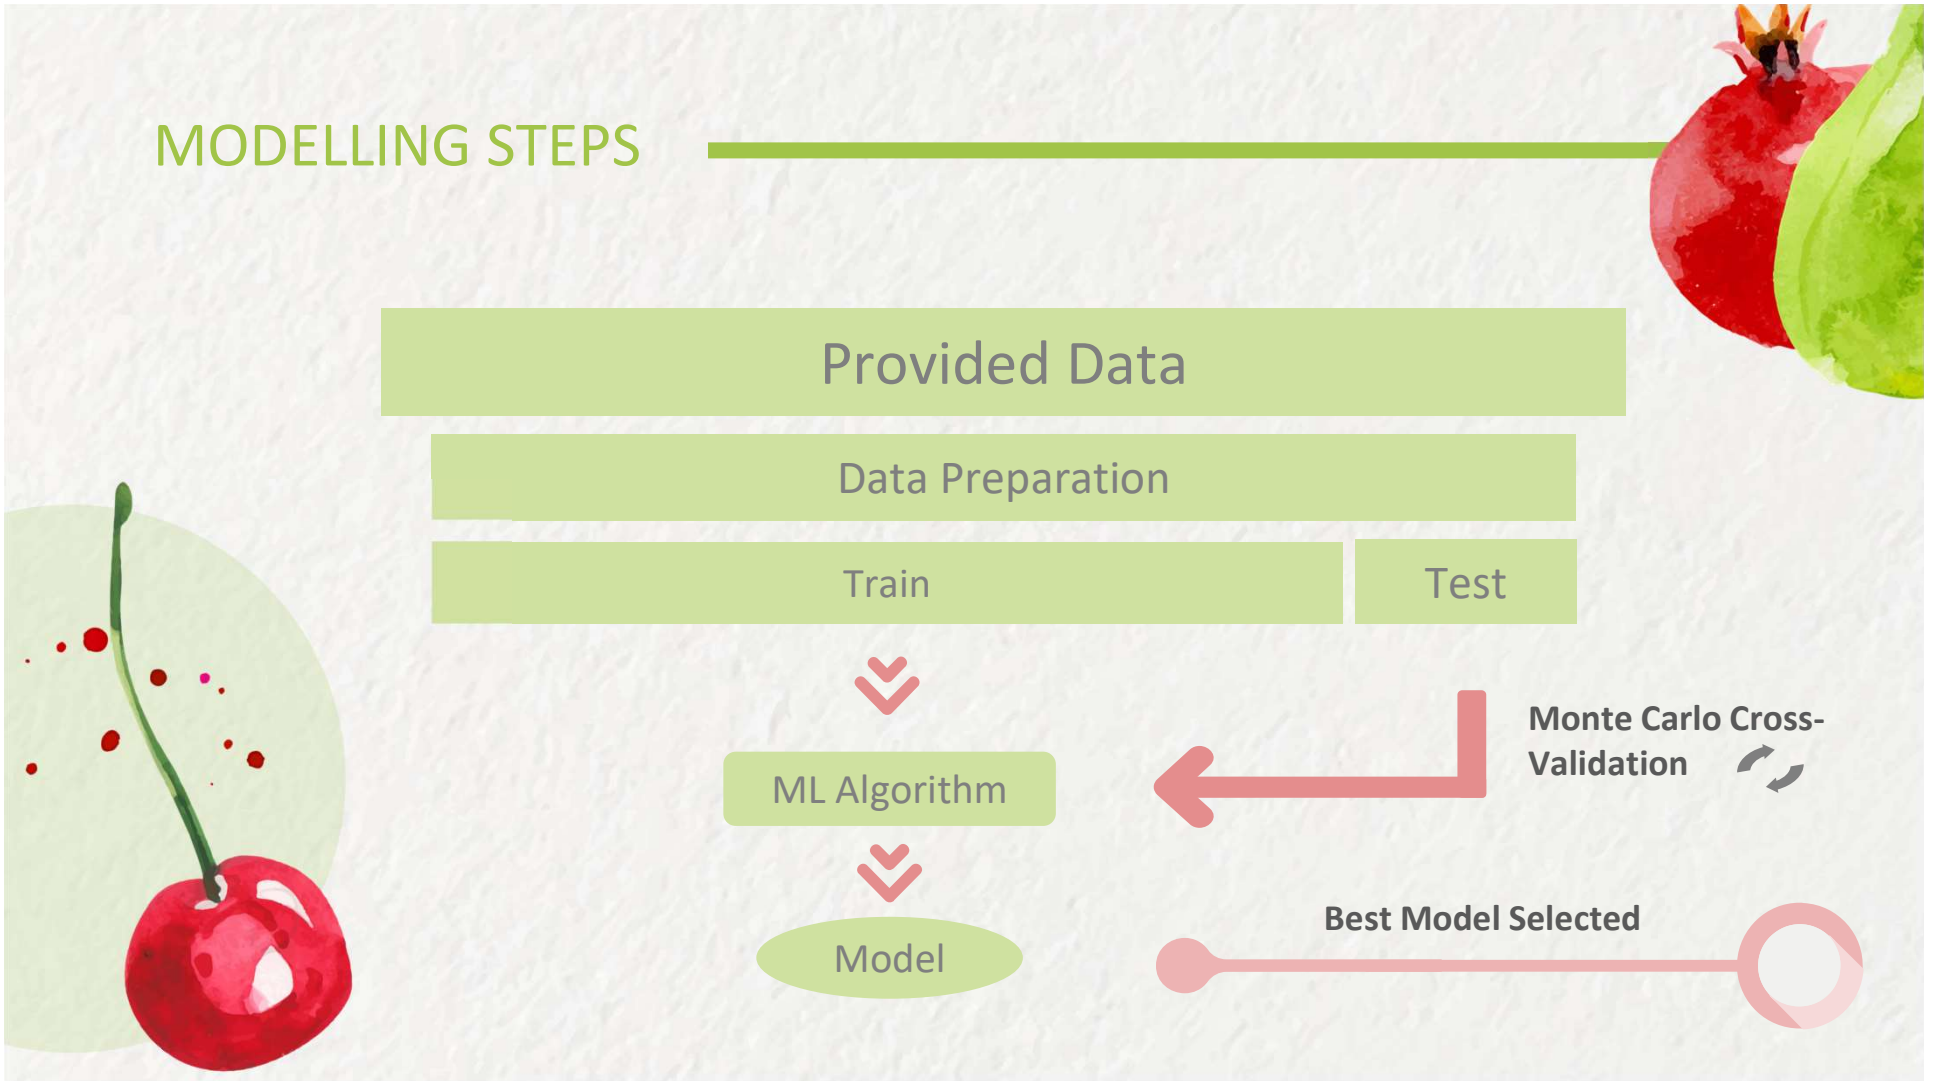 MODELLING STEPS
Provided Data
Data Preparation
Train
Test
Monte Carlo Cross-
Validation
ML Algorithm
Best Model Selected
Model